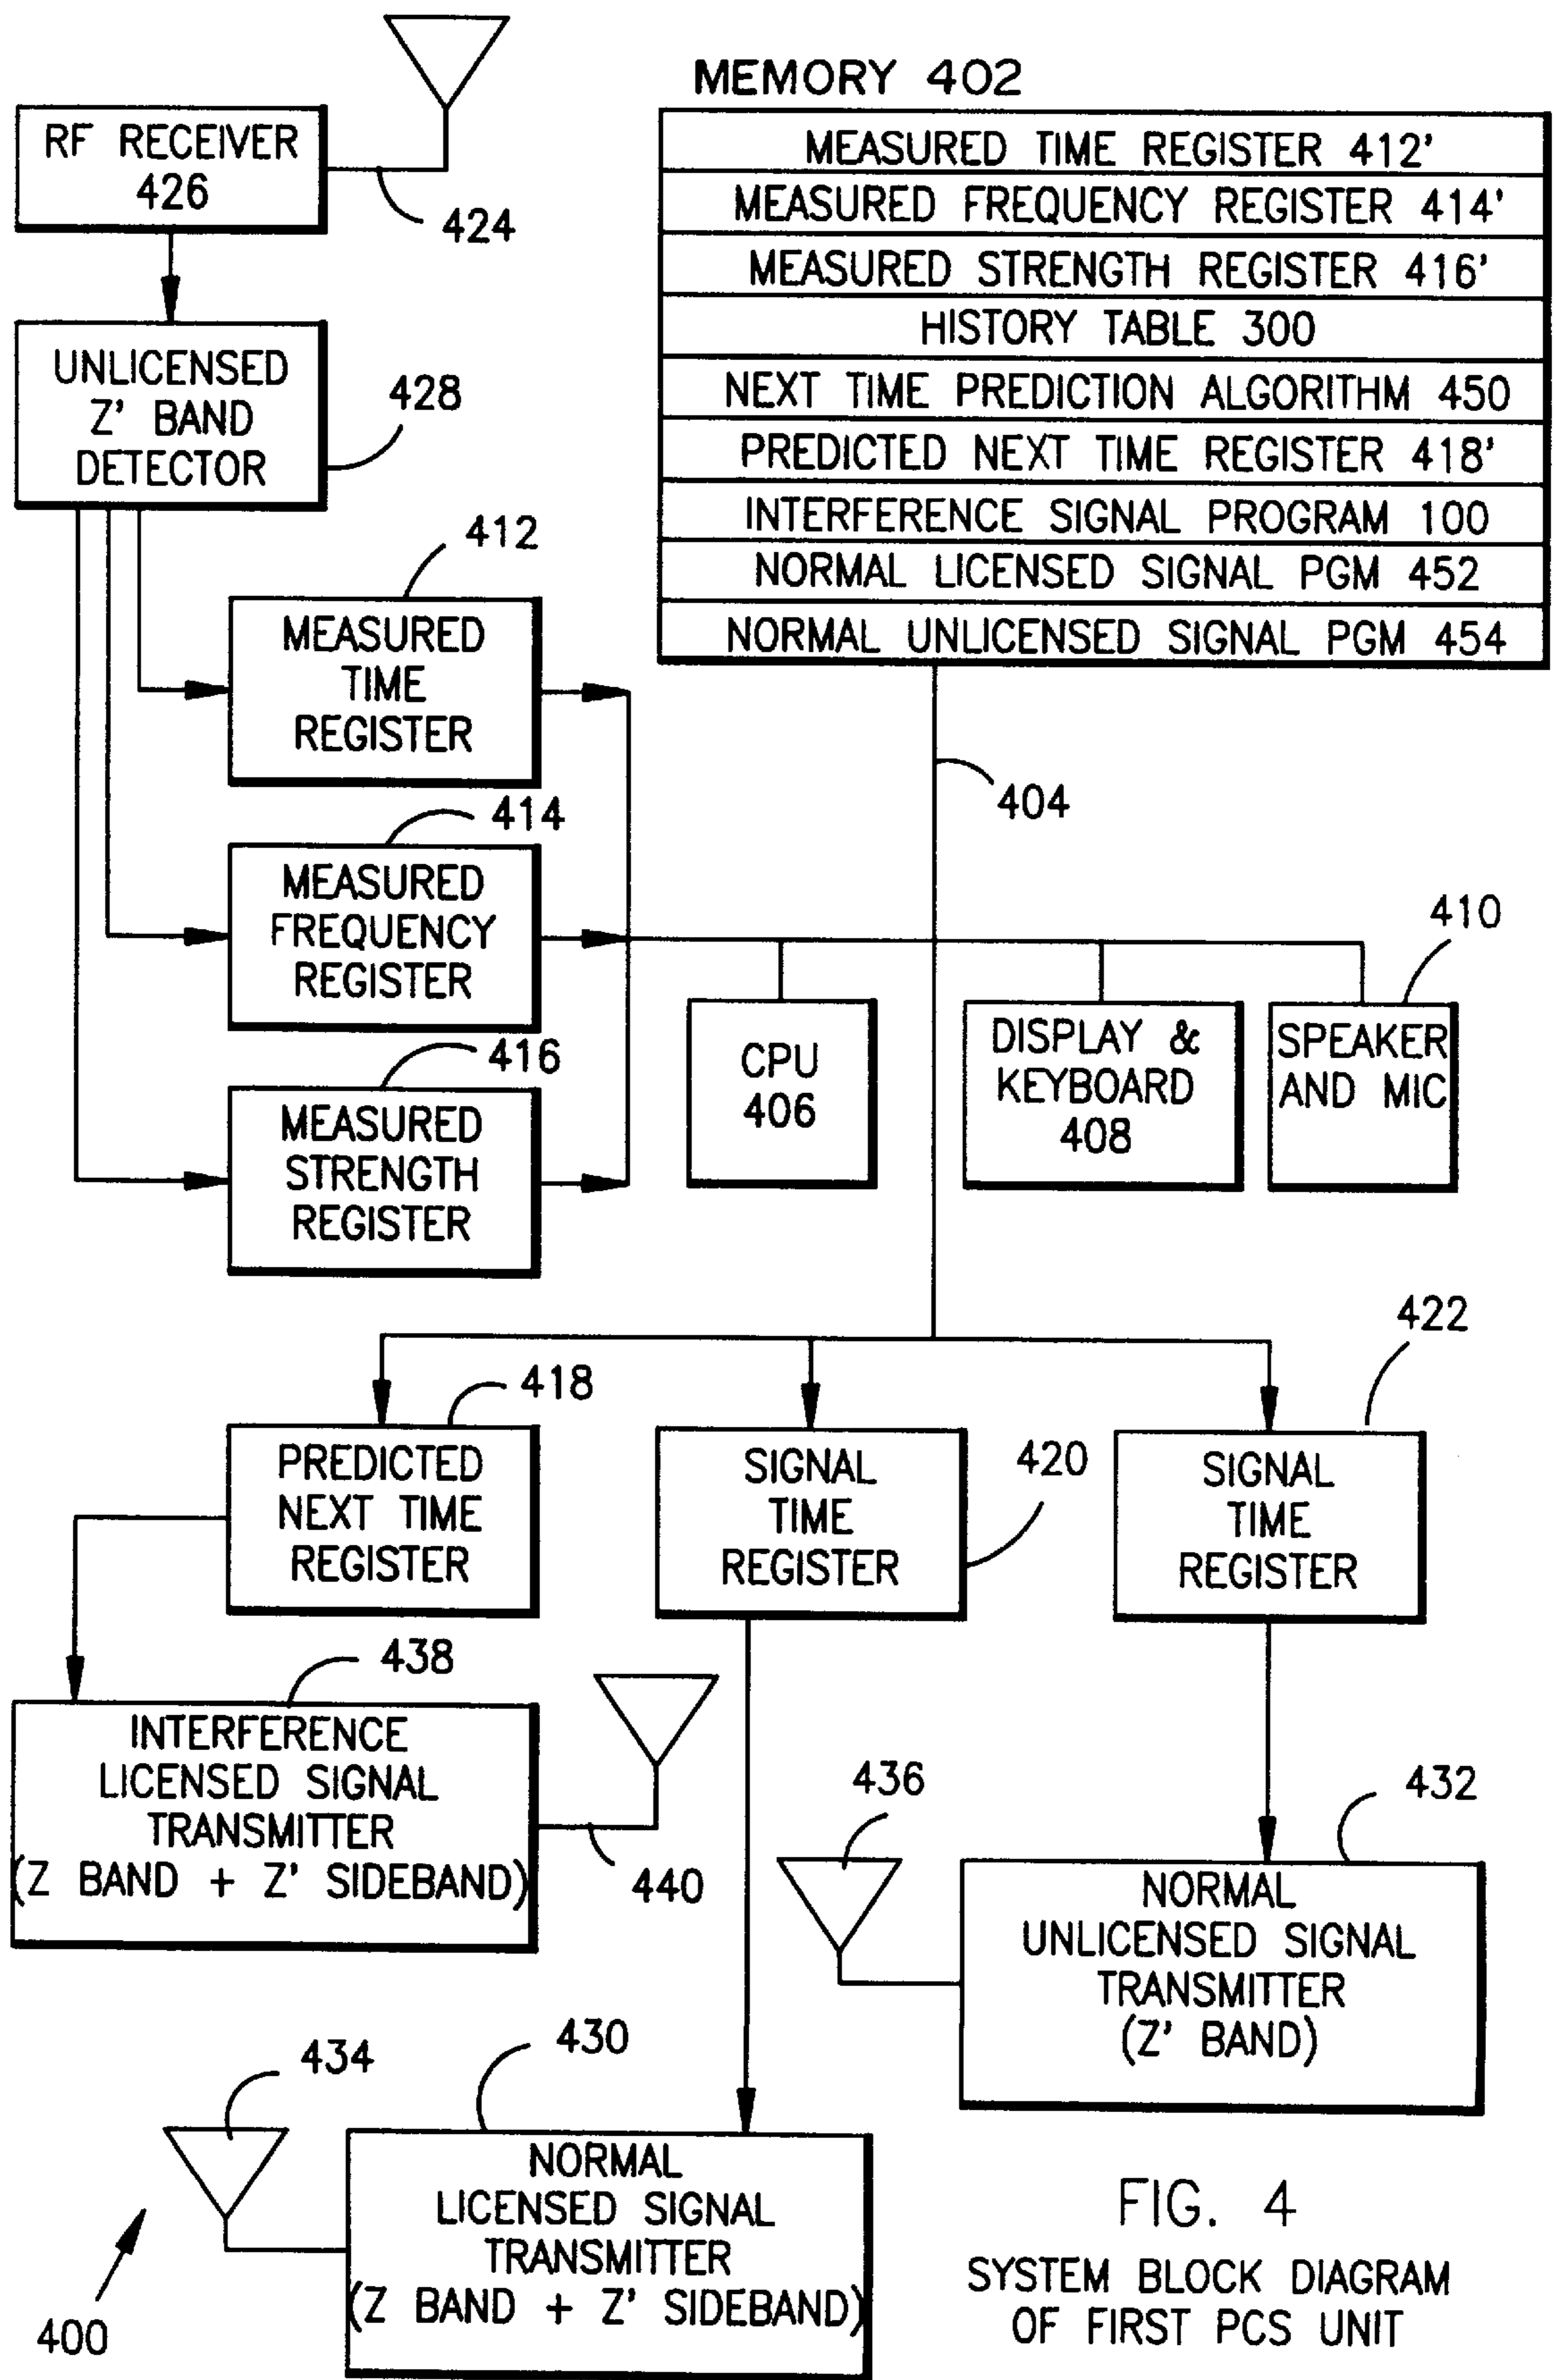 MEMORY 402
RF RECEIVER
426
424
MEASURED TIME REGISTER 412'
MEASURED FREQUENCY REGISTER 414'
MEASURED STRENGTH REGISTER 416'
HISTORY TABLE 300
NEXT TIME PREDICTION ALGORITHM 450
PREDICTED NEXT TIME REGISTER 418'
INTERFERENCE SIGNAL PROGRAM 100
NORMAL LICENSED SIGNAL PGM 452
NORMAL UNLICENSED SIGNAL PGM 454
UNLICENSED
Z' BAND
DETECTOR
428
412
MEASURED
TIME
REGISTER
404
414
MEASURED
FREQUENCY
REGISTER
410
CPU
406
DISPLAY &
KEYBOARD
408
SPEAKER
AND MIC
416
MEASURED
STRENGTH
REGISTER
422
418
PREDICTED
NEXT TIME
REGISTER
SIGNAL
TIME
REGISTER
420
SIGNAL
TIME
REGISTER
438
INTERFERENCE
LICENSED SIGNAL
TRANSMITTER
(Z BAND + Z' SIDEBAND)
440
436
432
NORMAL
UNLICENSED SIGNAL
TRANSMITTER
(Z' BAND)
434
430
NORMAL
LICENSED SIGNAL
TRANSMITTER
(Z BAND + Z' SIDEBAND)
400
FIG. 4
SYSTEM BLOCK DIAGRAM
OF FIRST PCS UNIT